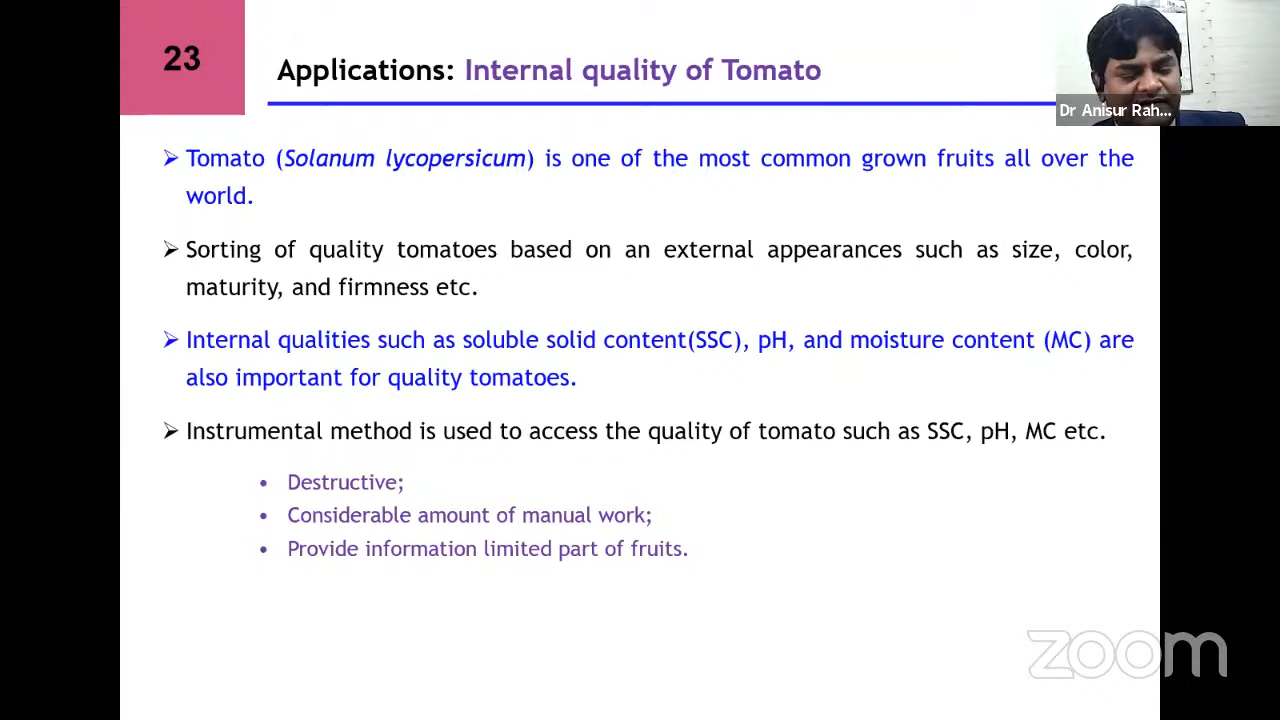 23
Applications: Internal quality of Tomato
Dr Anisur Rah...
➢ Tomato (Solanum lycopersicum) is one of the most common grown fruits all over the
world.
➢ Sorting of quality tomatoes based on an external appearances such as size, color,
maturity, and firmness etc.
➢ Internal qualities such as soluble solid content(SSC), pH, and moisture content (MC) are
also important for quality tomatoes.
➢ Instrumental method is used to access the quality of tomato such as SSC, pH, MC etc.
• Destructive;
• Considerable amount of manual work;
• Provide information limited part of fruits.
zoom